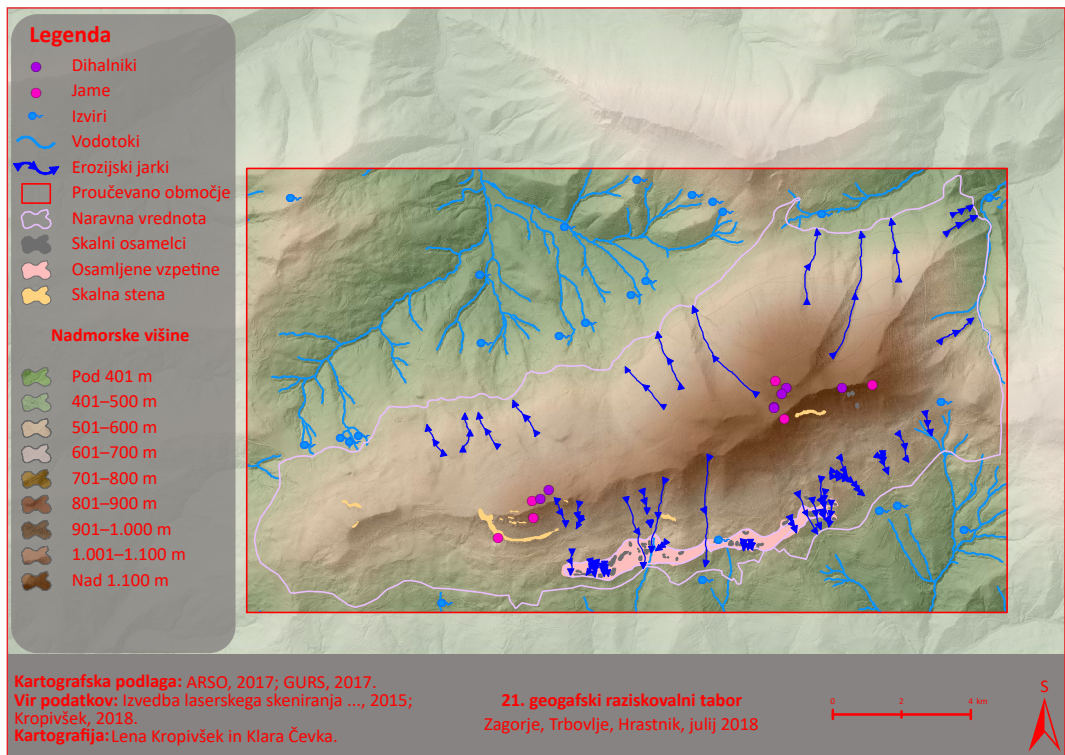 Legenda
Dihalniki
Jame
Izviri
Vodotoki
Erozijski jarki
Proučevano območje
Naravna vrednota
Skalni osamelci
Osamljene vzpetine
Skalna stena
Nadmorske višine
Pod 401 m
401–500 m
501–600 m
601–700 m
701–800 m
801–900 m
901–1.000 m
1.001–1.100 m
Nad 1.100 m
Kartografska podlaga: ARSO, 2017; GURS, 2017.
Vir podatkov: Izvedba laserskega skeniranja ..., 2015;
Kropivšek, 2018.
Kartografija: Lena Kropivšek in Klara Čevka.
21. geogafski raziskovalni tabor
Zagorje, Trbovlje, Hrastnik, julij 2018
0 2 4 km
S